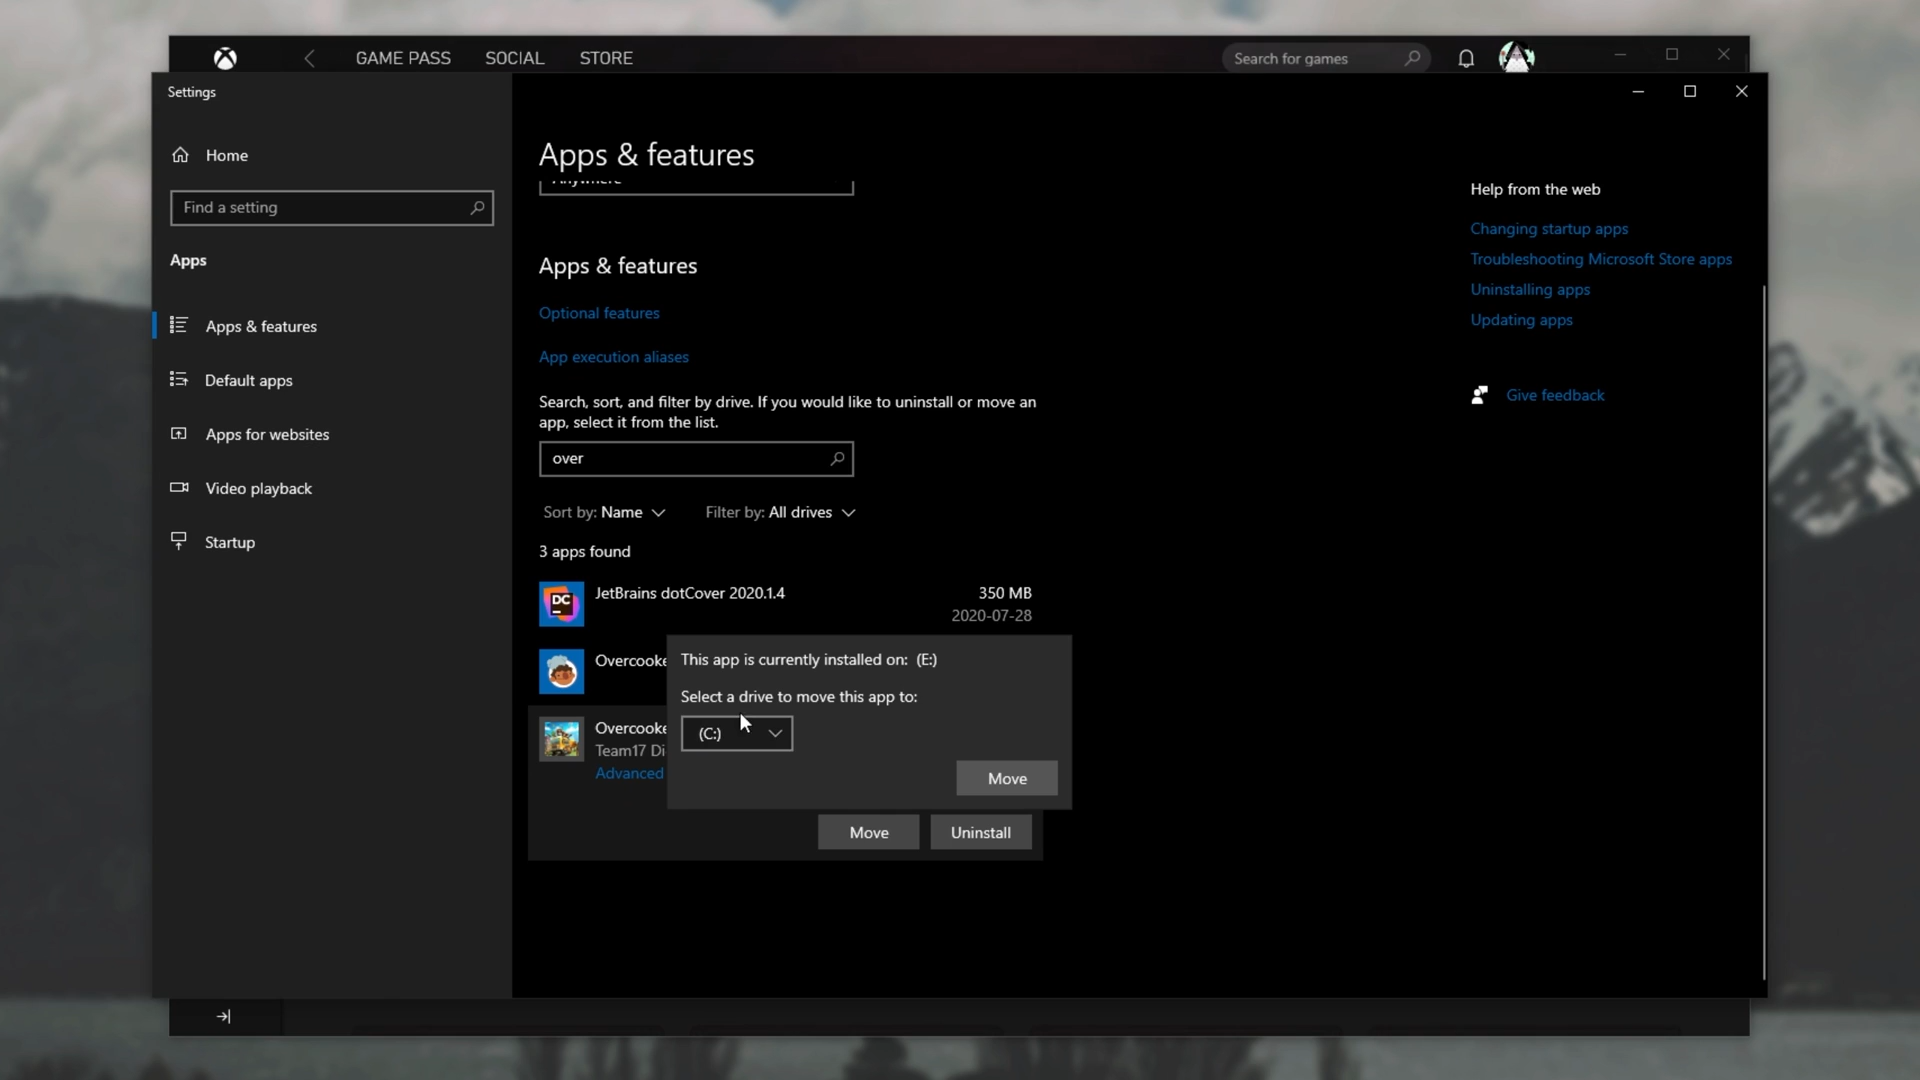 GAME PASS
SOCIAL
STORE
Search for games
Settings
Home
Find a setting
Apps
Apps & features
Default apps
Apps for websites
Video playback
Startup
Apps & features
Apps & features
Optional features
App execution aliases
Search, sort, and filter by drive. If you would like to uninstall or move an
app, select it from the list.
over
Sort by: Name
Filter by: All drives
3 apps found
DC
JetBrains dotCover 2020.1.4
350 MB
2020-07-28
Overcooke
This app is currently installed on: (E:)
Select a drive to move this app to:
(C:)
Move
Overcooke
Team17 Di
Advanced
Move
Uninstall
Help from the web
Changing startup apps
Troubleshooting Microsoft Store apps
Uninstalling apps
Updating apps
Give feedback